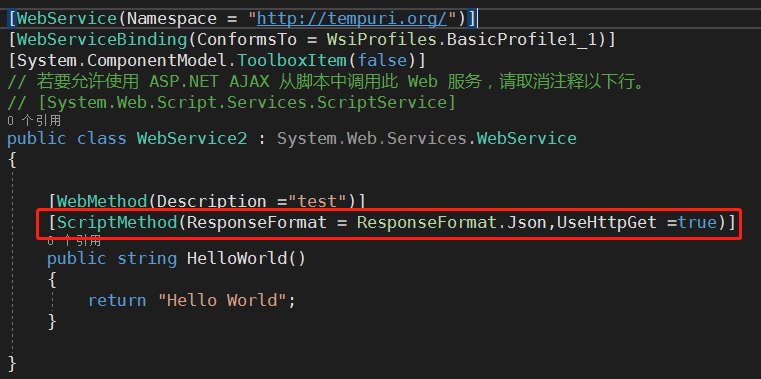 [WebService(Namespace = "http://tempuri.org/")]
[WebServiceBinding(ConformsTo = WsiProfiles.BasicProfile1_1)]
[System.ComponentModel.ToolboxItem(false)]
// 若要允许使用 ASP.NET AJAX 从脚本中调用此 Web 服务，请取消注释以下行。
// [System.Web.Script.Services.ScriptService]
0 个引用
public class WebService2 : System.Web.Services.WebService
{
[WebMethod(Description ="test")]
[ScriptMethod(ResponseFormat = ResponseFormat.Json,UseHttpGet =true)]
0 个引用
public string HelloWorld()
{
return "Hello World";
}
}